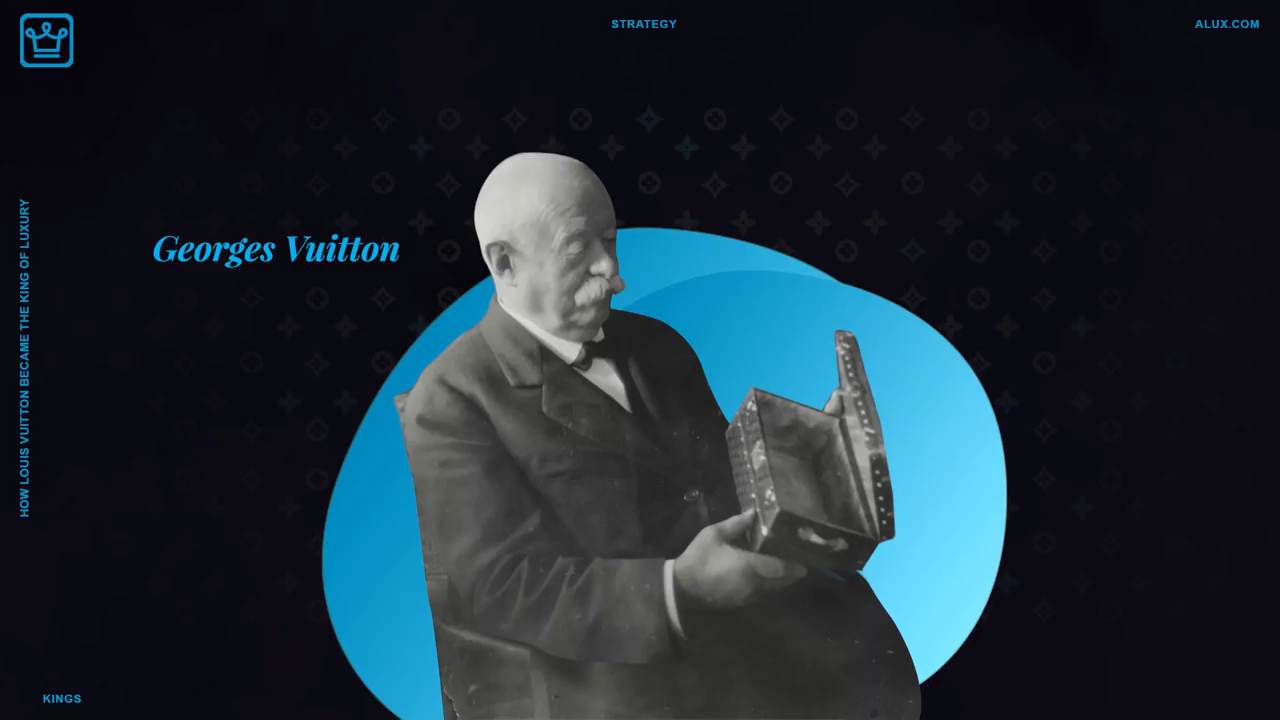 STRATEGY
ALUX.COM
Georges Vuitton
HOW LOUIS VUITTON BECAME THE KING OF LUXURY
KINGS